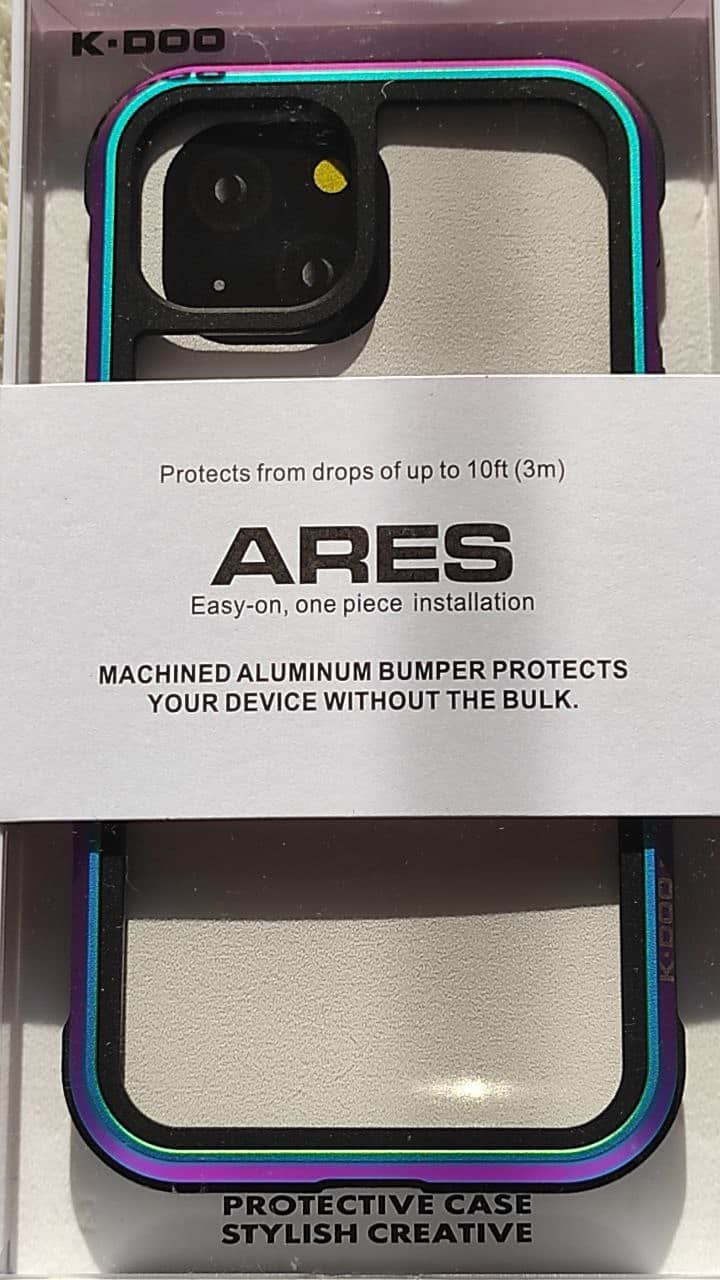 K·DOO
Protects from drops of up to 10ft (3m)
ARES
Easy-on, one piece installation
MACHINED ALUMINUM BUMPER PROTECTS
YOUR DEVICE WITHOUT THE BULK.
K·DOO
PROTECTIVE CASE
STYLISH CREATIVE